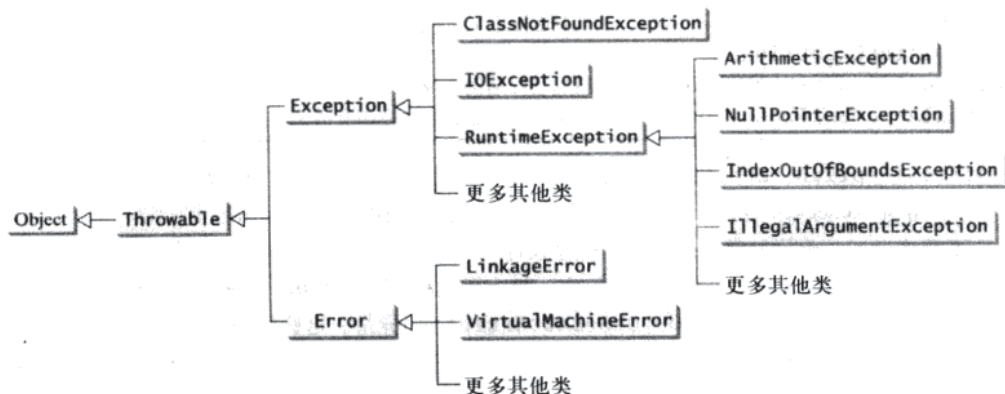 ClassNotFoundException
ArithmeticException
IOException
Exception
NullPointerException
RuntimeException
IndexOutOfBoundsException
更多其他类
Object
Throwable
IllegalArgumentException
LinkageError
更多其他类
Error
VirtualMachineError
更多其他类